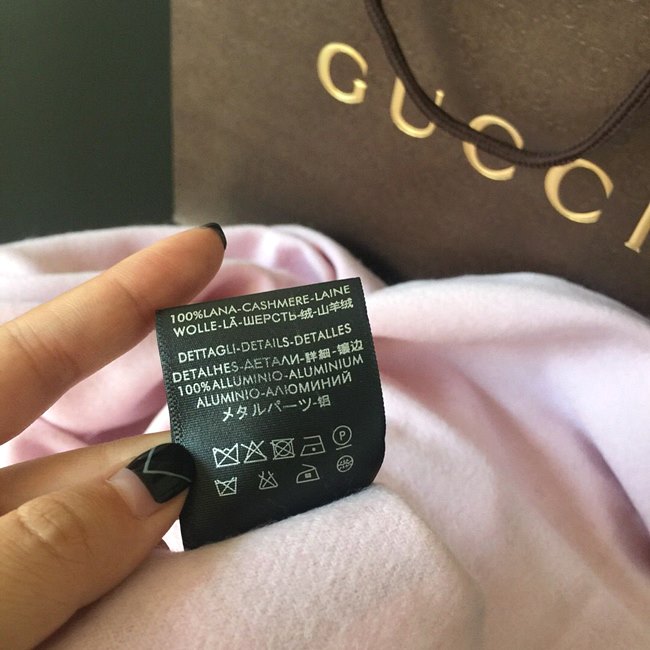 GUCCI
100%LANA-CASHMERE-LAINE
WOLLE-LÃ-ШЕРСТЬ-绒-山羊绒
DETTAGLI-DETAILS-DETALLES
DETALHES-ДЕТАЛИ-詳細-镶边
100%ALLUMINIO-ALUMINIUM
ALUMINIO-АЛЮМИНИЙ
メタルパーツ-铝
P